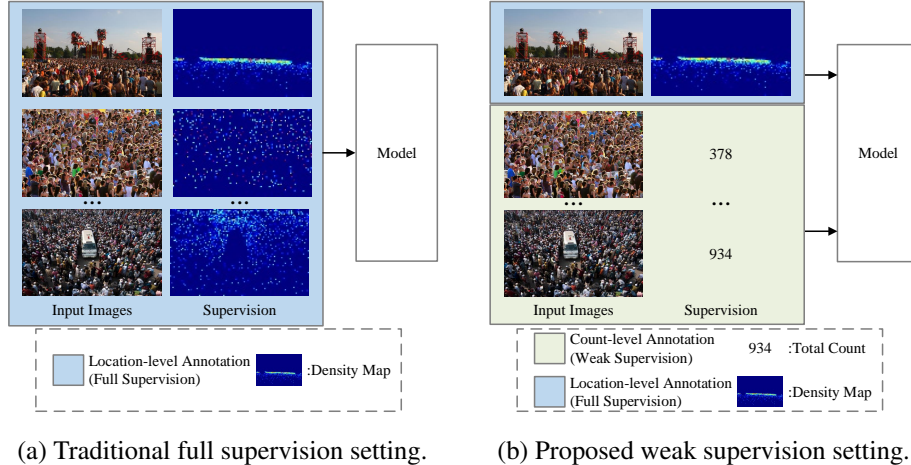 ...
...
Input Images
Supervision
Model
Location-level Annotation
(Full Supervision)
:Density Map
(a) Traditional full supervision setting.
378
...
...
934
Input Images
Supervision
Model
Count-level Annotation
(Weak Supervision)
934
:Total Count
Location-level Annotation
(Full Supervision)
:Density Map
(b) Proposed weak supervision setting.